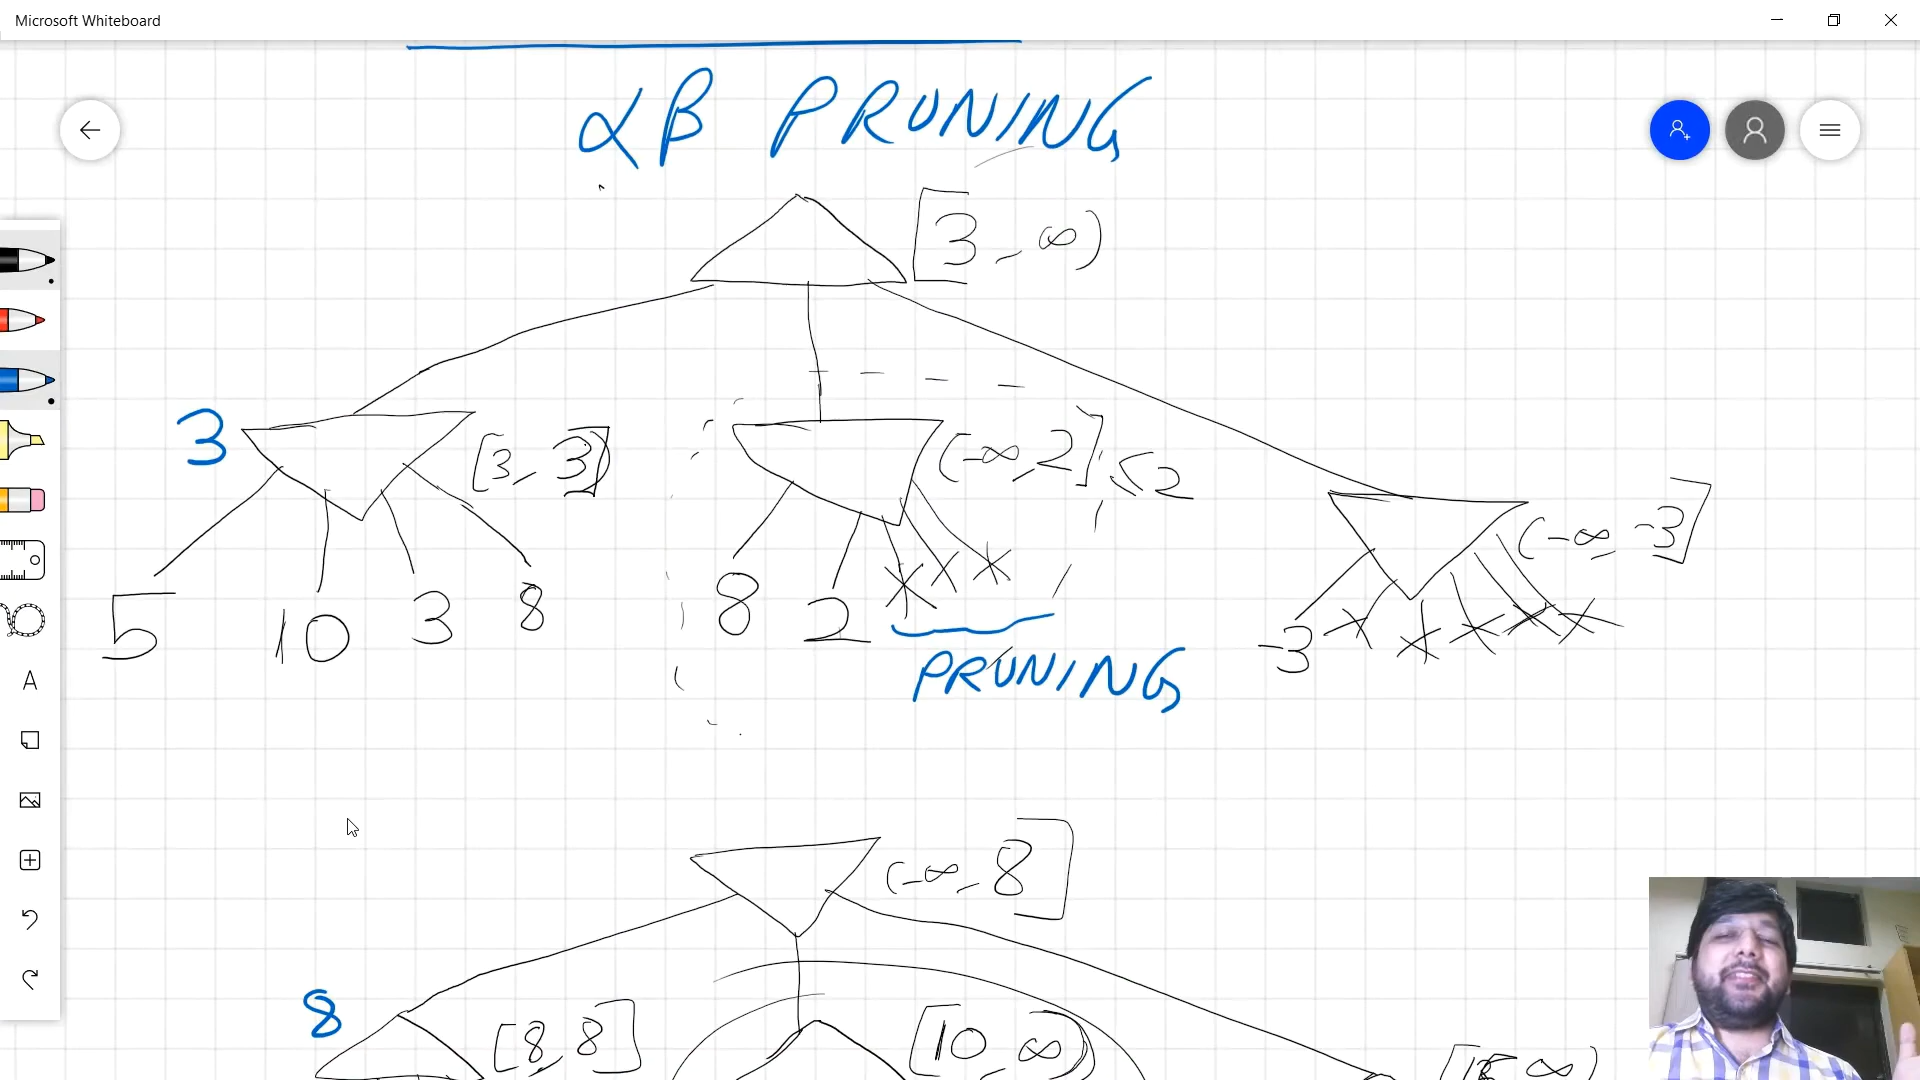 Microsoft Whiteboard
αβ PRUNING
[3, ∞)
3
[3, 3]
(-∞, 2] ≤2
(-∞, -3]
5 10 3 8
8 2
-3
PRUNING
(-∞, 8]
8
[8, 8]
[10, ∞)
A